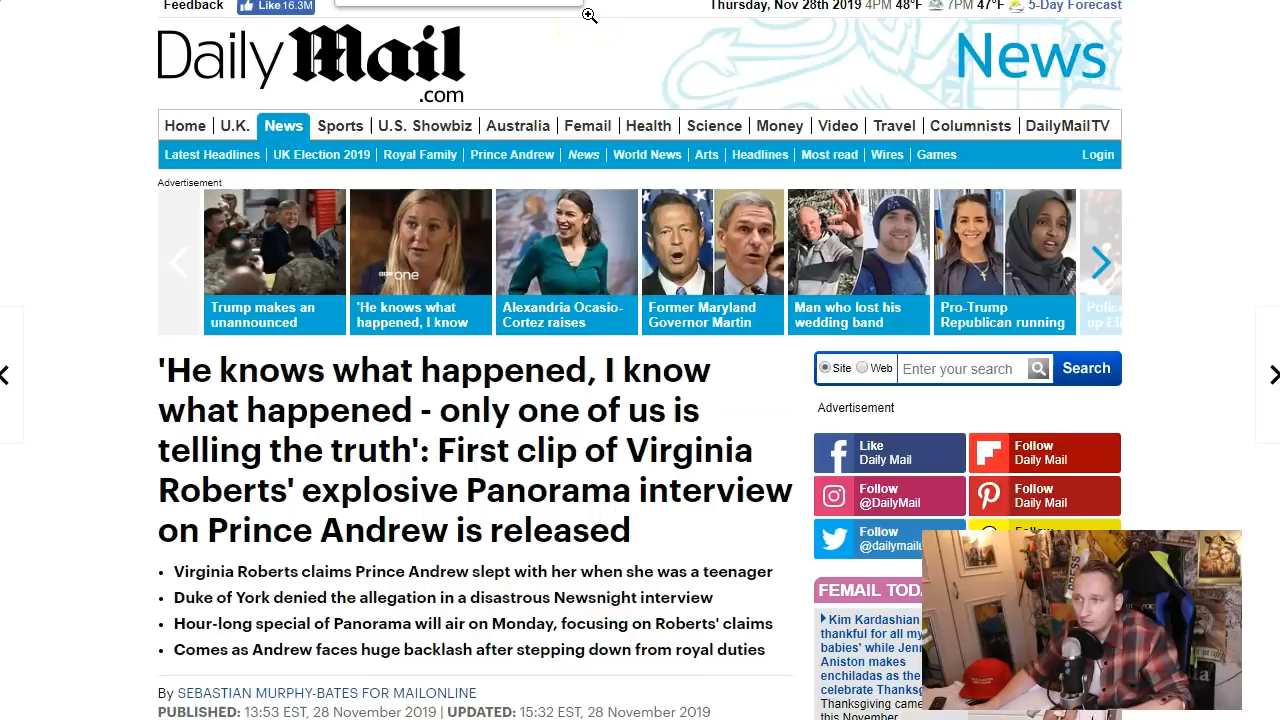 Feedback
Like 16.3M
Thursday, Nov 28th 2019 4PM 48°F 7PM 47°F 5-Day Forecast
Daily Mail
.com
News
Home U.K. News Sports U.S. Showbiz Australia Femail Health Science Money Video Travel Columnists DailyMailTV
Latest Headlines UK Election 2019 Royal Family Prince Andrew News World News Arts Headlines Most read Wires Games Login
Advertisement
one
Trump makes an
unannounced
'He knows what
happened, I know
Alexandria Ocasio-
Cortez raises
Former Maryland
Governor Martin
Man who lost his
wedding band
Pro-Trump
Republican running
'He knows what happened, I know
what happened - only one of us is
telling the truth': First clip of Virginia
Roberts' explosive Panorama interview
on Prince Andrew is released
• Virginia Roberts claims Prince Andrew slept with her when she was a teenager
• Duke of York denied the allegation in a disastrous Newsnight interview
• Hour-long special of Panorama will air on Monday, focusing on Roberts' claims
• Comes as Andrew faces huge backlash after stepping down from royal duties
By SEBASTIAN MURPHY-BATES FOR MAILONLINE
PUBLISHED: 13:53 EST, 28 November 2019 | UPDATED: 15:32 EST, 28 November 2019
Site Web Enter your search Search
Advertisement
Like
Daily Mail
Follow
Daily Mail
Follow
@DailyMail
Follow
Daily Mail
Follow
@dailymailu
Follow
FEMAIL TOD
Kim Kardashian
thankful for all my
babies' while Jenn
Aniston makes
enchiladas as the
celebrate Thanksg
Thanksgiving came
this November
PRESS